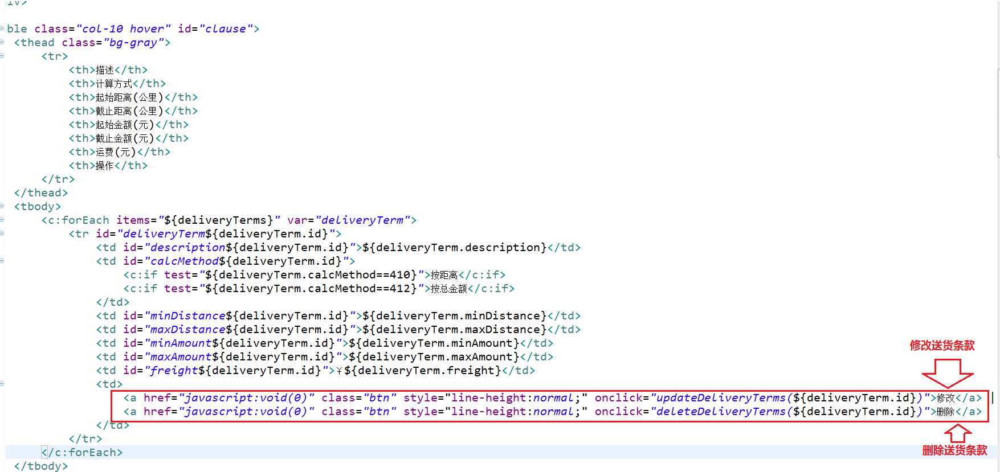 iv>
ble class="col-10 hover" id="clause">
<thead class="bg-gray">
<tr>
<th>描述</th>
<th>计算方式</th>
<th>起始距离(公里)</th>
<th>截止距离(公里)</th>
<th>起始金额(元)</th>
<th>截止金额(元)</th>
<th>运费(元)</th>
<th>操作</th>
</tr>
</thead>
<tbody>
<c:forEach items="${deliveryTerms}" var="deliveryTerm">
<tr id="deliveryTerm${deliveryTerm.id}">
<td id="description${deliveryTerm.id}">${deliveryTerm.description}</td>
<td id="calcMethod${deliveryTerm.id}">
<c:if test="${deliveryTerm.calcMethod==410}">按距离</c:if>
<c:if test="${deliveryTerm.calcMethod==412}">按总金额</c:if>
</td>
<td id="minDistance${deliveryTerm.id}">${deliveryTerm.minDistance}</td>
<td id="maxDistance${deliveryTerm.id}">${deliveryTerm.maxDistance}</td>
<td id="minAmount${deliveryTerm.id}">${deliveryTerm.minAmount}</td>
<td id="maxAmount${deliveryTerm.id}">${deliveryTerm.maxAmount}</td>
<td id="freight${deliveryTerm.id}">¥${deliveryTerm.freight}</td>
<td>
修改送货条款
<a href="javascript:void(0)" class="btn" style="line-height:normal;" onclick="updateDeliveryTerms(${deliveryTerm.id})">修改</a>
<a href="javascript:void(0)" class="btn" style="line-height:normal;" onclick="deleteDeliveryTerms(${deliveryTerm.id})">删除</a>
</td>
</tr>
删除送货条款
</c:forEach>
</tbody>